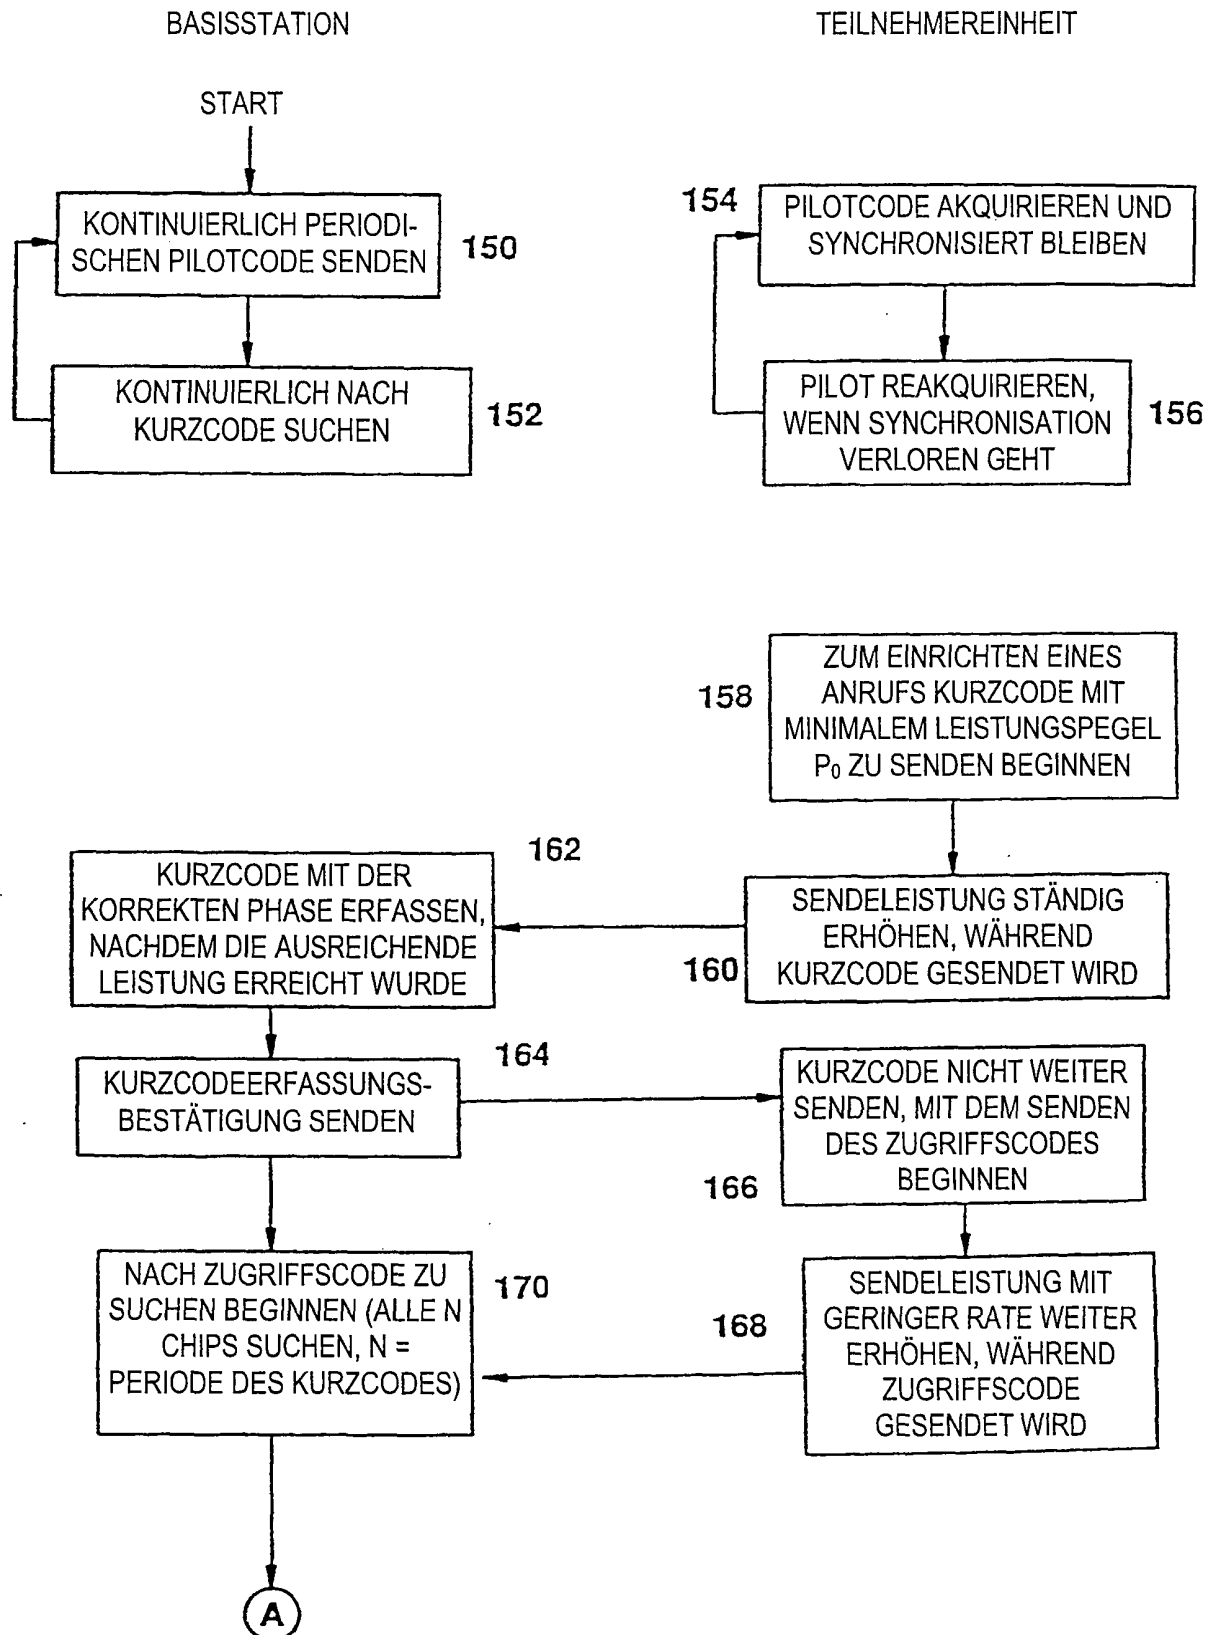 BASISSTATION
TEILNEHMEREINHEIT
START
KONTINUIERLICH PERIODI-
SCHEN PILOTCODE SENDEN
150
154
PILOTCODE AKQUIRIEREN UND
SYNCHRONISIERT BLEIBEN
KONTINUIERLICH NACH
KURZCODE SUCHEN
152
PILOT REAKQUIRIEREN,
WENN SYNCHRONISATION
VERLOREN GEHT
156
158
ZUM EINRICHTEN EINES
ANRUFS KURZCODE MIT
MINIMALEM LEISTUNGSPEGEL
P₀ ZU SENDEN BEGINNEN
162
KURZCODE MIT DER
KORREKTEN PHASE ERFASSEN,
NACHDEM DIE AUSREICHENDE
LEISTUNG ERREICHT WURDE
160
SENDELEISTUNG STÄNDIG
ERHÖHEN, WÄHREND
KURZCODE GESENDET WIRD
164
KURZCODEERFASSUNGS-
BESTÄTIGUNG SENDEN
166
KURZCODE NICHT WEITER
SENDEN, MIT DEM SENDEN
DES ZUGRIFFSCODES
BEGINNEN
170
NACH ZUGRIFFSCODE ZU
SUCHEN BEGINNEN (ALLE N
CHIPS SUCHEN, N =
PERIODE DES KURZCODES)
168
SENDELEISTUNG MIT
GERINGER RATE WEITER
ERHÖHEN, WÄHREND
ZUGRIFFSCODE
GESENDET WIRD
A